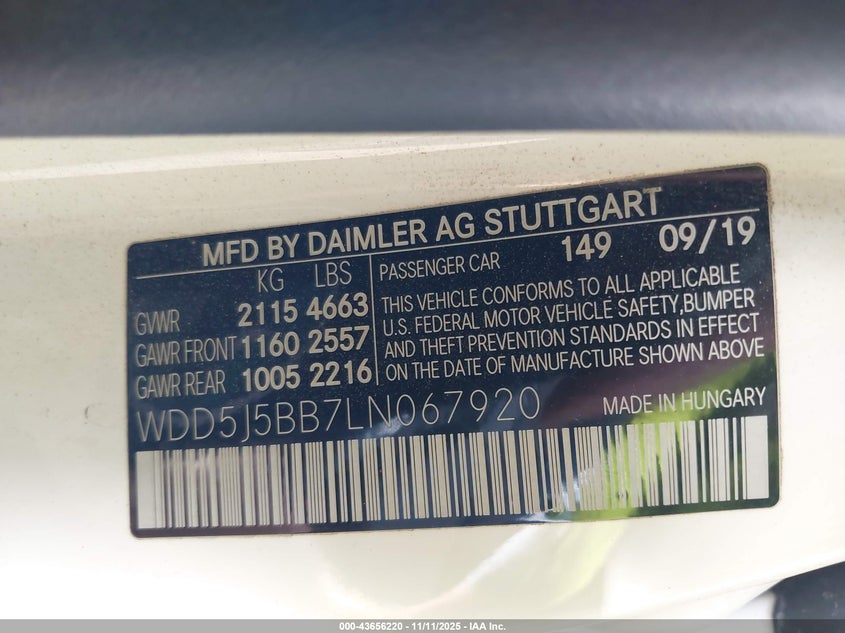 MFD BY DAIMLER AG STUTTGART
KG LBS
GVWR 2115 4663
GAWR FRONT 1160 2557
GAWR REAR 1005 2216
PASSENGER CAR 149 09/19
THIS VEHICLE CONFORMS TO ALL APPLICABLE
U.S. FEDERAL MOTOR VEHICLE SAFETY,BUMPER
AND THEFT PREVENTION STANDARDS IN EFFECT
ON THE DATE OF MANUFACTURE SHOWN ABOVE
WDD5J5BB7LN067920 MADE IN HUNGARY
000-43656220 - 11/11/2025 - IAA Inc.